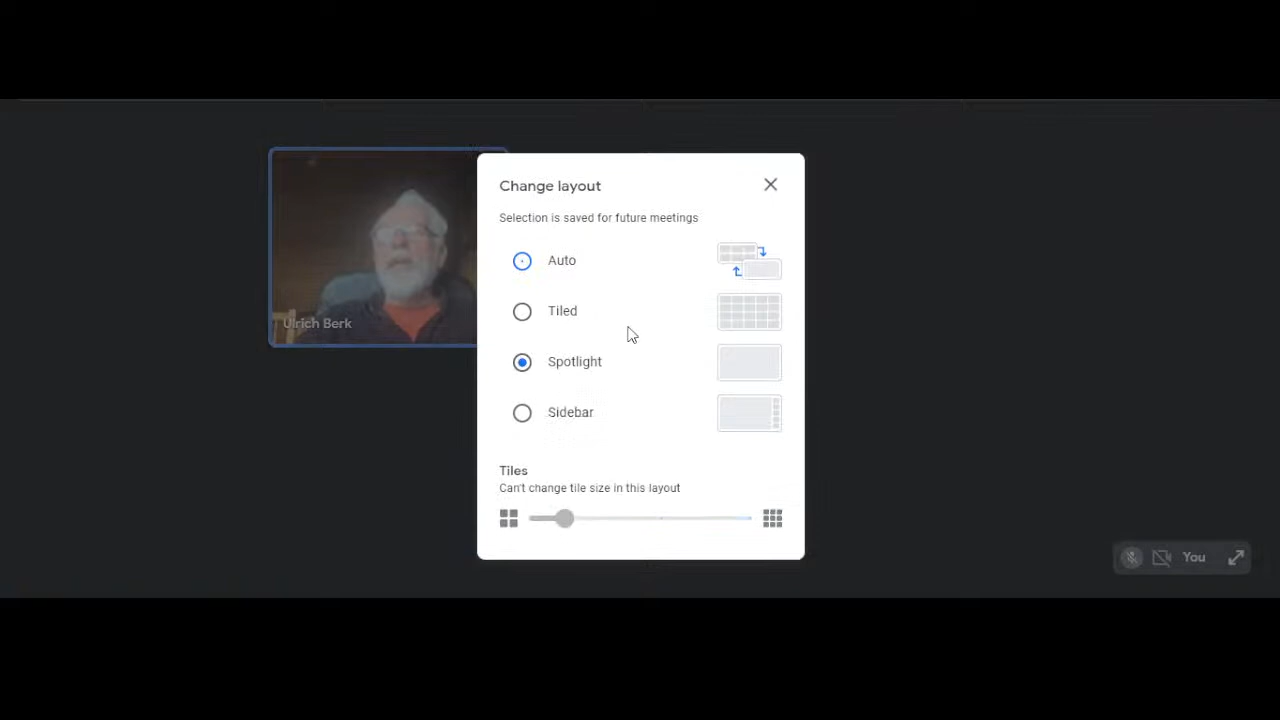 Change layout
Selection is saved for future meetings
Auto
Tiled
Spotlight
Sidebar
Tiles
Can't change tile size in this layout
Ulrich Berk
You